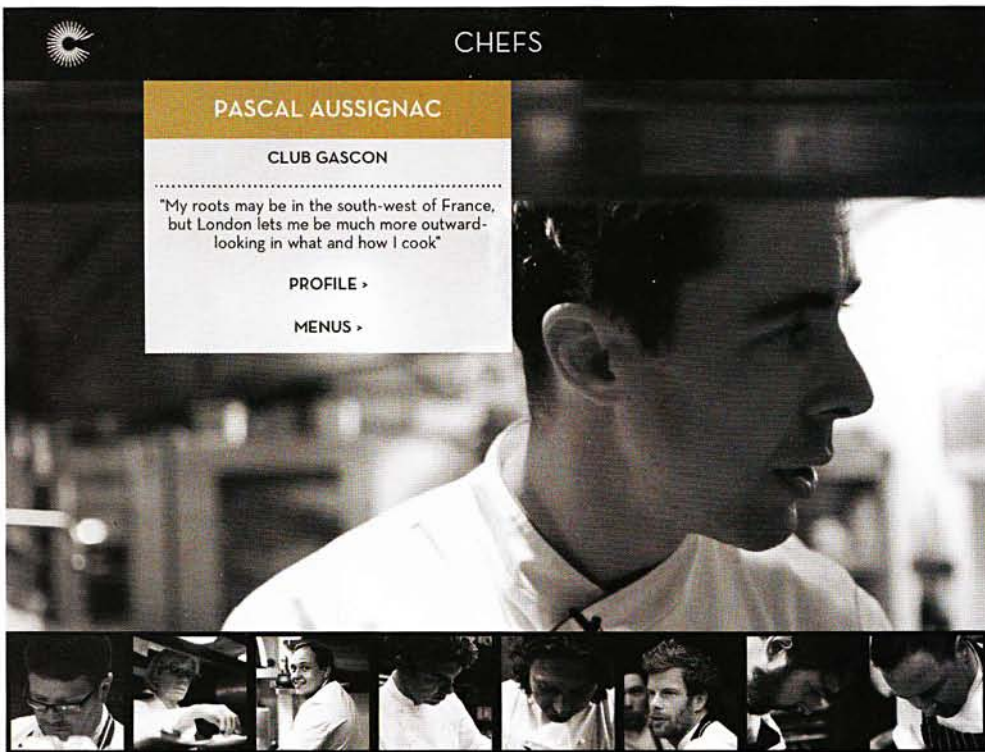 CHEFS
PASCAL AUSSIGNAC
CLUB GASCON
"My roots may be in the south-west of France,
but London lets me be much more outward-
looking in what and how I cook"
PROFILE >
MENUS >